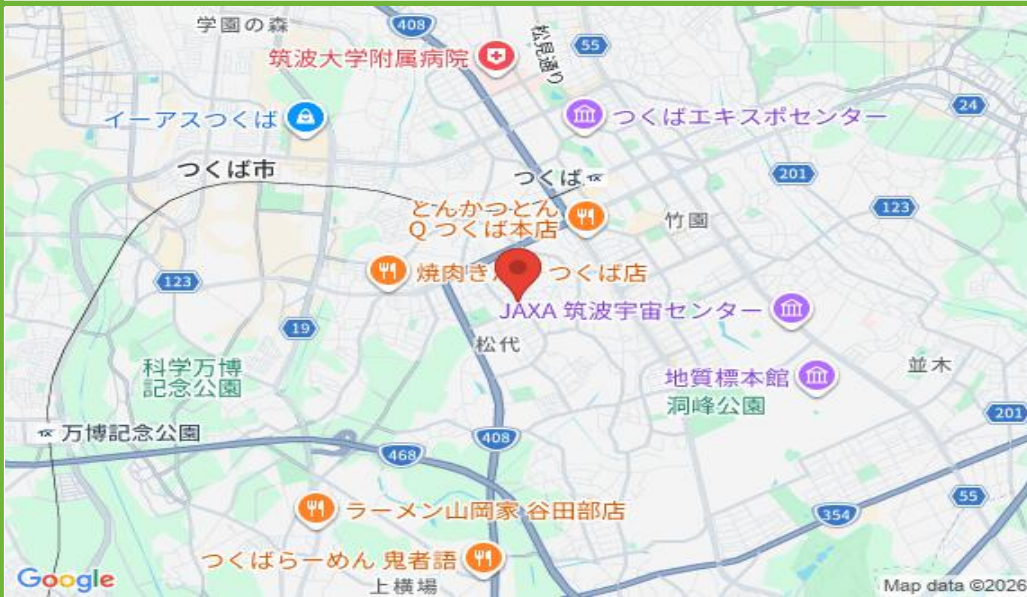 学園の森
408
55
松見通り
筑波大学附属病院
イーアスつくば
つくばエキスポセンター
24
つくば市
つくば
201
123
とんかつとん
Q つくば本店
竹園
焼肉き
つくば店
123
JAXA 筑波宇宙センター
19
松代
科学万博
記念公園
地質標本館
並木
洞峰公園
万博記念公園
408
201
468
55
354
ラーメン山岡家 谷田部店
つくばらーめん 鬼者語
上横場
Google
Map data ©2026